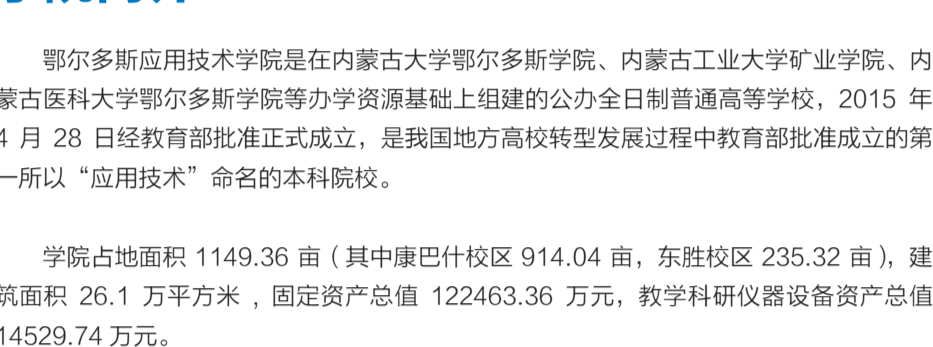 鄂尔多斯应用技术学院是在内蒙古大学鄂尔多斯学院、内蒙古工业大学矿业学院、内
蒙古医科大学鄂尔多斯学院等办学资源基础上组建的公办全日制普通高等学校，2015 年
4 月 28 日经教育部批准正式成立，是我国地方高校转型发展过程中教育部批准成立的第
一所以“应用技术”命名的本科院校。
学院占地面积 1149.36 亩（其中康巴什校区 914.04 亩，东胜校区 235.32 亩），建
筑面积 26.1 万平方米 , 固定资产总值 122463.36 万元，教学科研仪器设备资产总值
14529.74 万元。